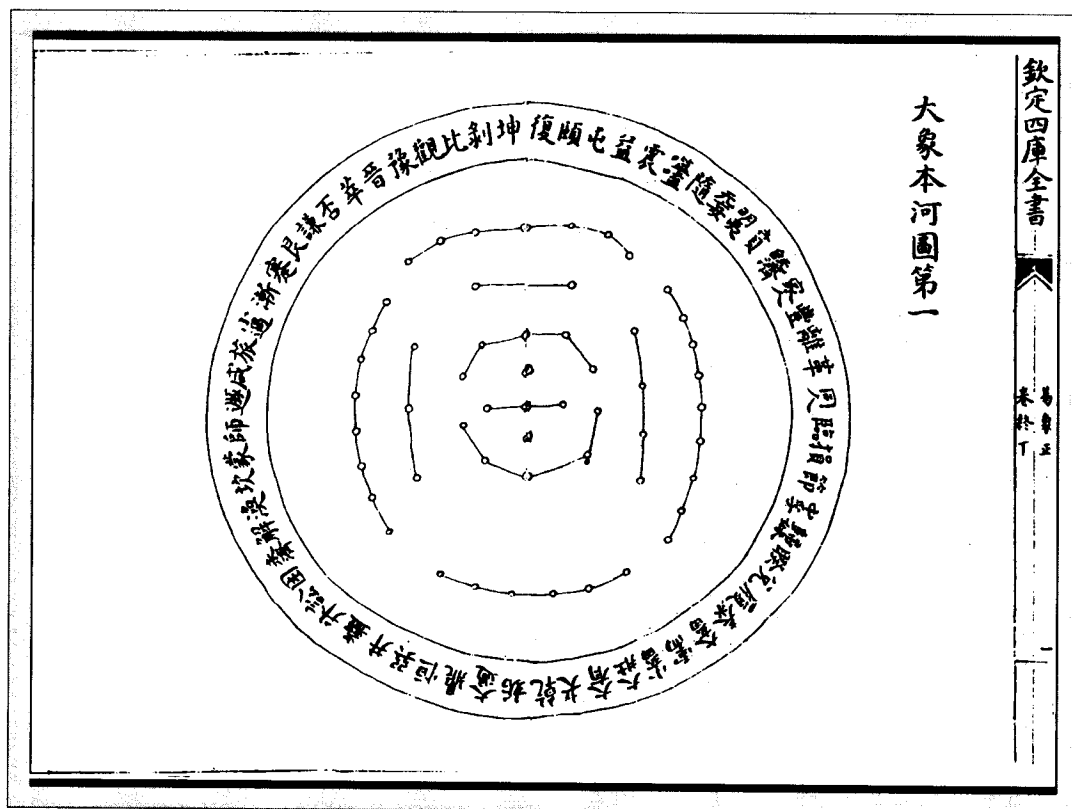 欽定四庫全書
易象正
卷終下
一
大象本河圖第一
復頤屯益震噬嗑隨无妄明夷賁既濟家人豐離革同人臨損節中孚歸妹睽兌履泰大畜需小畜大壯大有夬乾姤大過鼎恒巽井蠱升訟困未濟解渙坎蒙師遯咸旅小過漸蹇艮謙否萃晉豫觀比剝坤